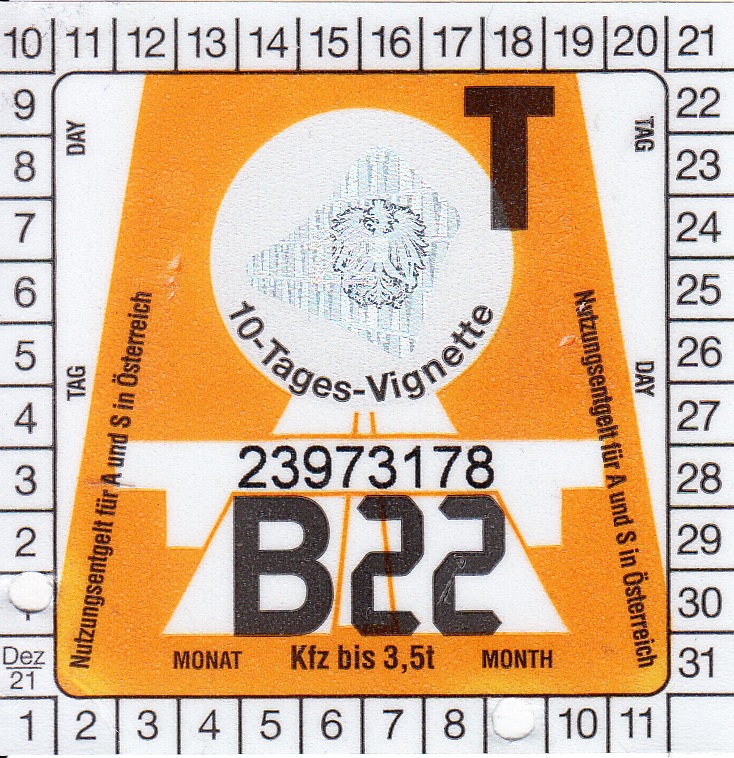 10 11 12 13 14 15 16 17 18 19 20 21
9 DAY T TAG 22
8 23
7 24
6 25
5 26
4 TAG DAY 27
Nutzungsentgelt für A und S in Österreich
10-Tages-Vignette
Nutzungsentgelt für A und S in Österreich
3 23973178 28
2 B22 29
30
Dez 21 MONAT Kfz bis 3,5t MONTH 31
1 2 3 4 5 6 7 8 10 11